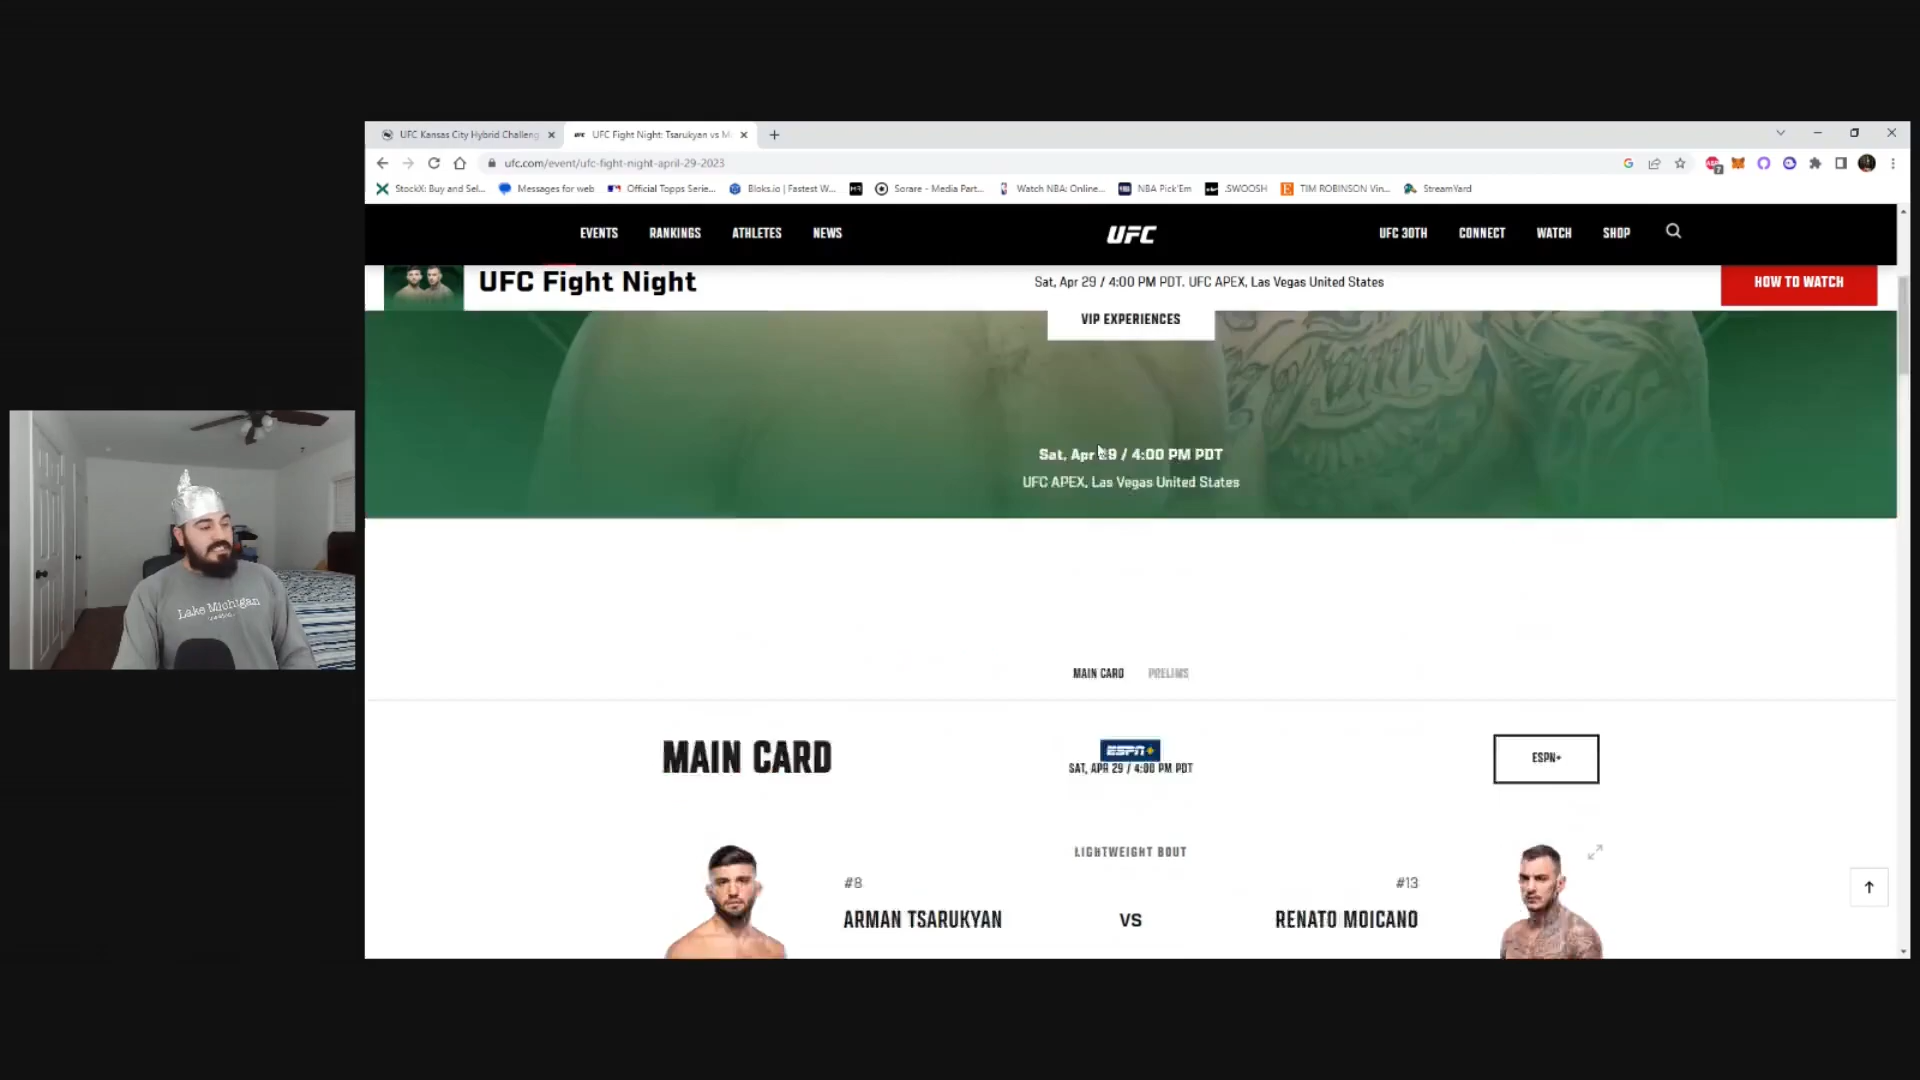 UFC Kansas City Hybrid Challeng
UFC Fight Night: Tsarukyan vs M
ufc.com/event/ufc-fight-night-april-29-2023
StockX: Buy and Sel...
Messages for web
Official Topps Serie...
Bloks.io | Fastest W...
Sorare - Media Part...
Watch NBA: Online...
NBA Pick'Em
.SWOOSH
TIM ROBINSON Vin...
StreamYard
EVENTS
RANKINGS
ATHLETES
NEWS
UFC
UFC 30TH
CONNECT
WATCH
SHOP
UFC Fight Night
Sat, Apr 29 / 4:00 PM PDT. UFC APEX, Las Vegas United States
HOW TO WATCH
VIP EXPERIENCES
Sat, Apr 29 / 4:00 PM PDT
UFC APEX, Las Vegas United States
Lake Michigan
MAIN CARD
PRELIMS
MAIN CARD
ESPN+
SAT, APR 29 / 4:00 PM PDT
ESPN+
LIGHTWEIGHT BOUT
#8
#13
ARMAN TSARUKYAN
VS
RENATO MOICANO